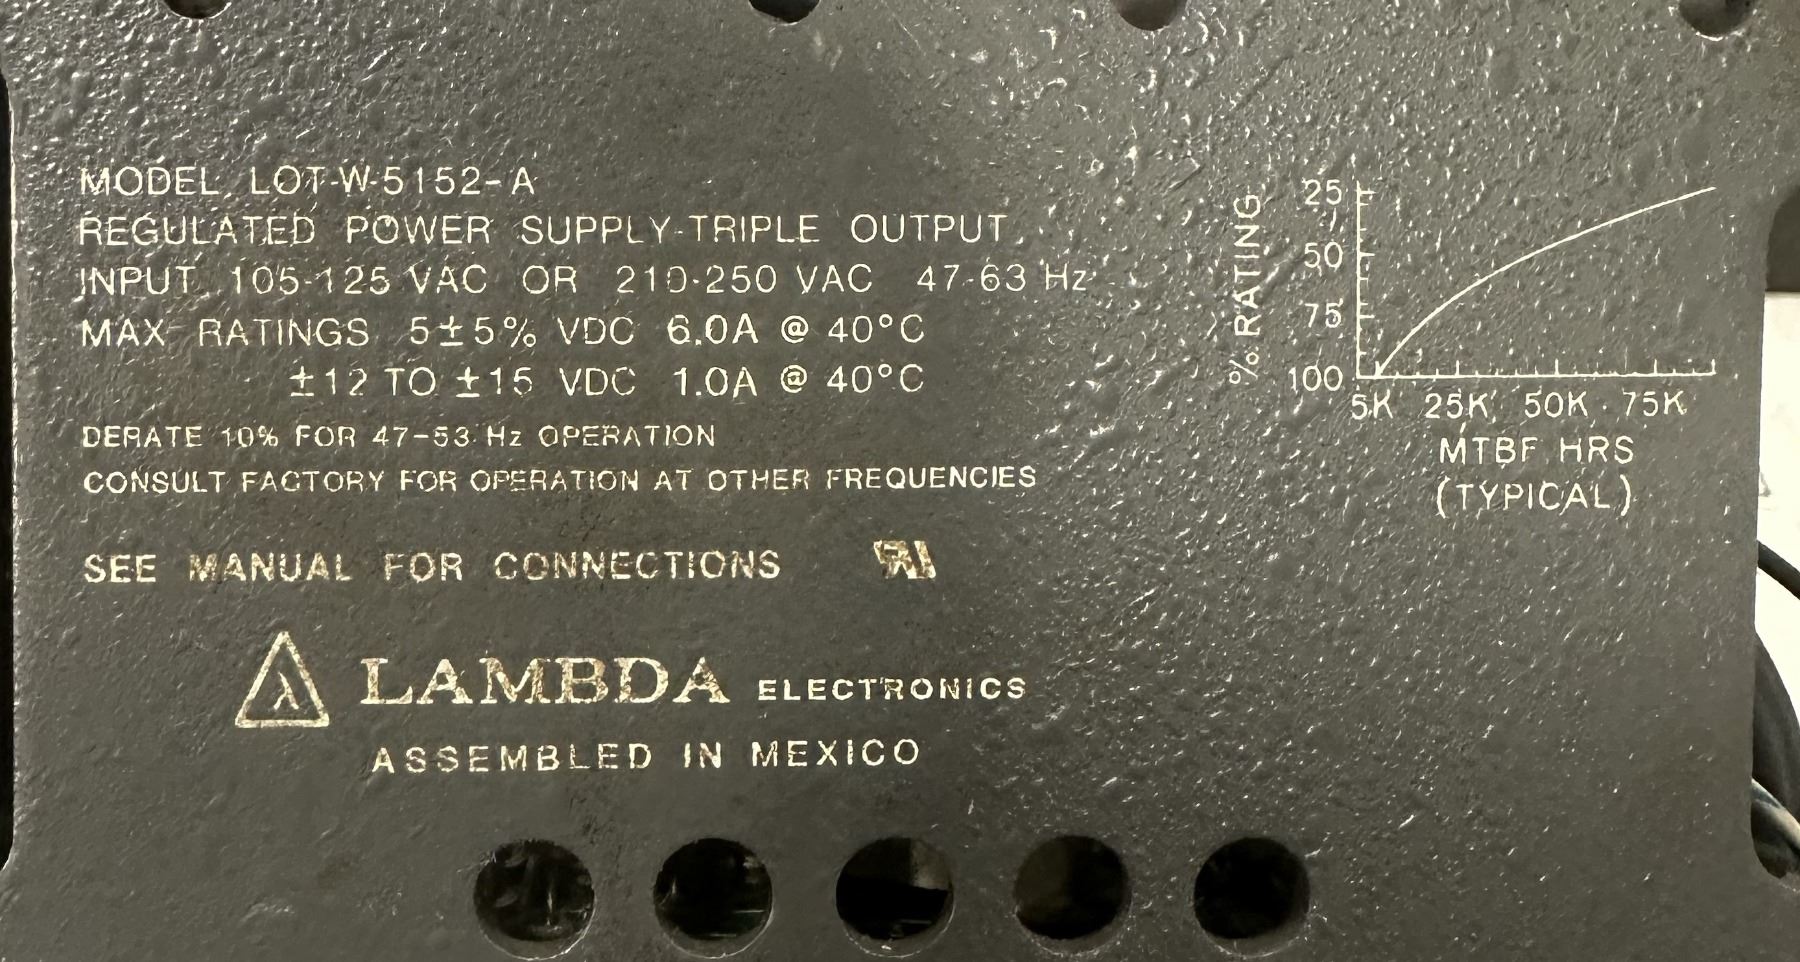 MODEL LOT-W-5152-A
REGULATED POWER SUPPLY-TRIPLE OUTPUT
INPUT 105-125 VAC OR 210-250 VAC 47-63 Hz
MAX RATINGS 5±5% VDC 6.0A @ 40°C
±12 TO ±15 VDC 1.0A @ 40°C
DERATE 10% FOR 47-53 Hz OPERATION
CONSULT FACTORY FOR OPERATION AT OTHER FREQUENCIES
SEE MANUAL FOR CONNECTIONS
λ LAMBDA ELECTRONICS
ASSEMBLED IN MEXICO
% RATING
25
50
75
100
5K 25K 50K 75K
MTBF HRS
(TYPICAL)